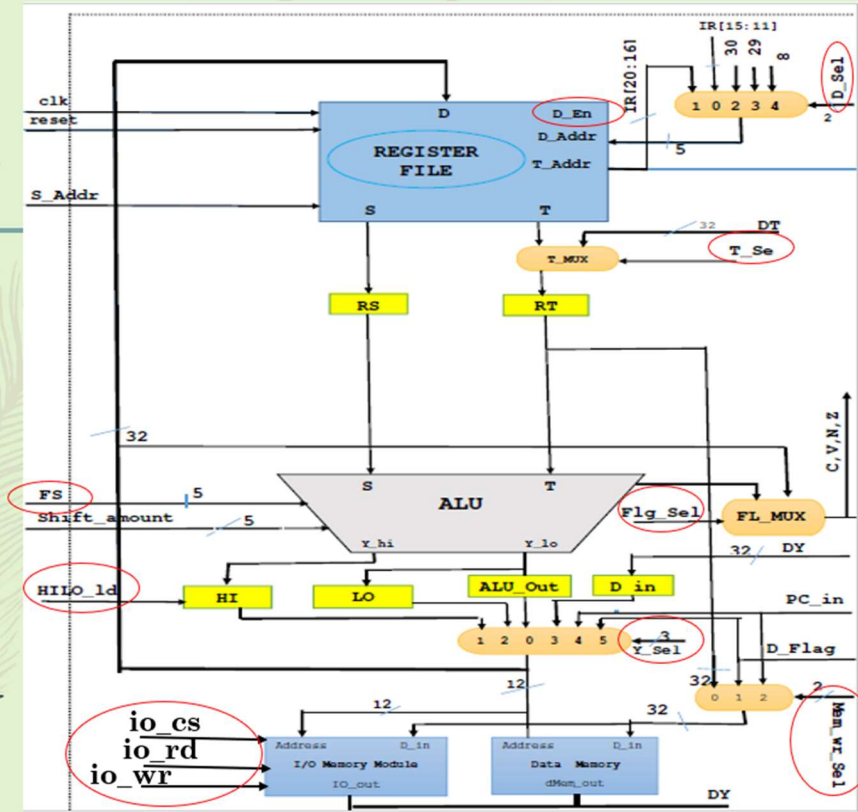 IR[15:11]
30 29 8
IR[20:16]
D_Sel
1 0 2 3 4
2
clk
reset
D
D_En
D_Addr
5
REGISTER
FILE
T_Addr
S_Addr
S T
32 DT
T_MUX
T_Se
RS RT
32
C,V,N,Z
S T
FS
5
ALU
Flg_Sel
FL_MUX
Shift_amount
5
Y_hi Y_lo
32 DY
HILO_ld
HI LO ALU_Out D in
PC_in
1 2 0 3 4 5
3
Y_Sel
D_Flag
12
32
0 1 2
2
Mem_wr_Sel
12
32
io_cs
io_rd
io_wr
Address D_in
I/O Memory Module
IO_out
Address D_in
Data Memory
dMem_out
DY